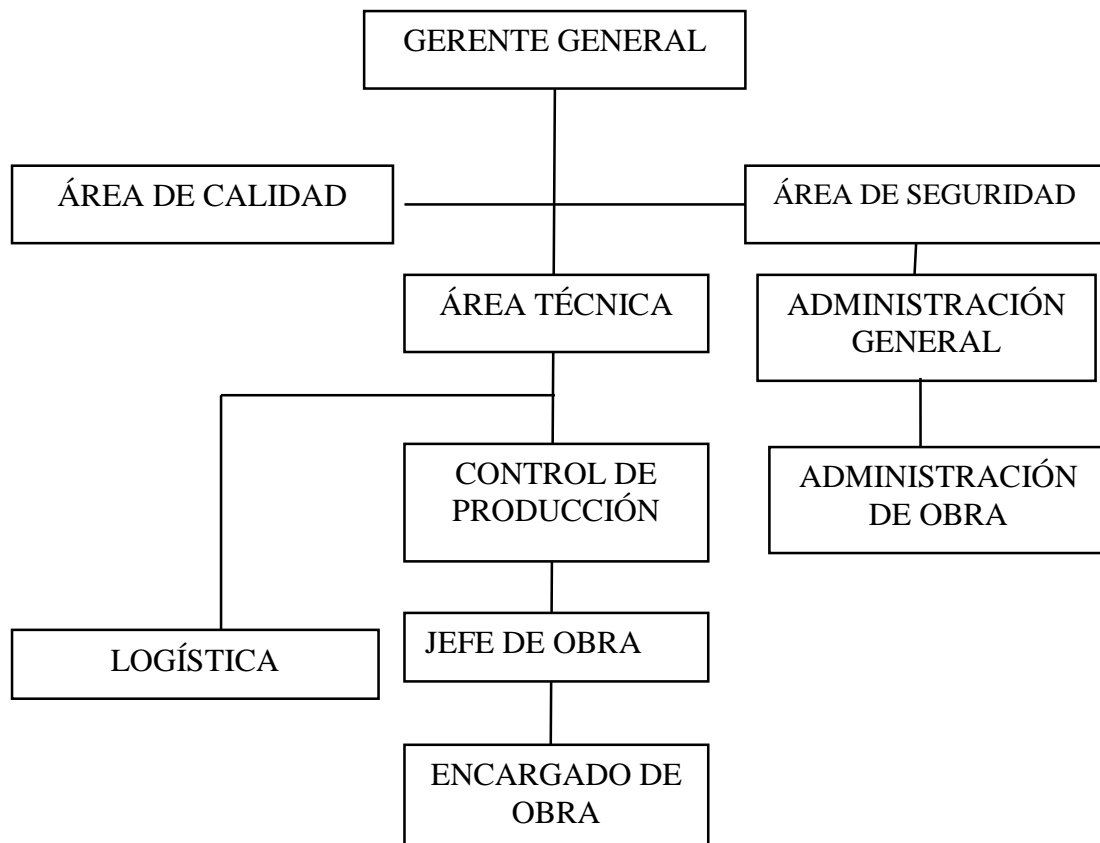 GERENTE GENERAL
ÁREA DE CALIDAD
ÁREA DE SEGURIDAD
ÁREA TÉCNICA
ADMINISTRACIÓN
GENERAL
CONTROL DE
PRODUCCIÓN
ADMINISTRACIÓN
DE OBRA
LOGÍSTICA
JEFE DE OBRA
ENCARGADO DE
OBRA